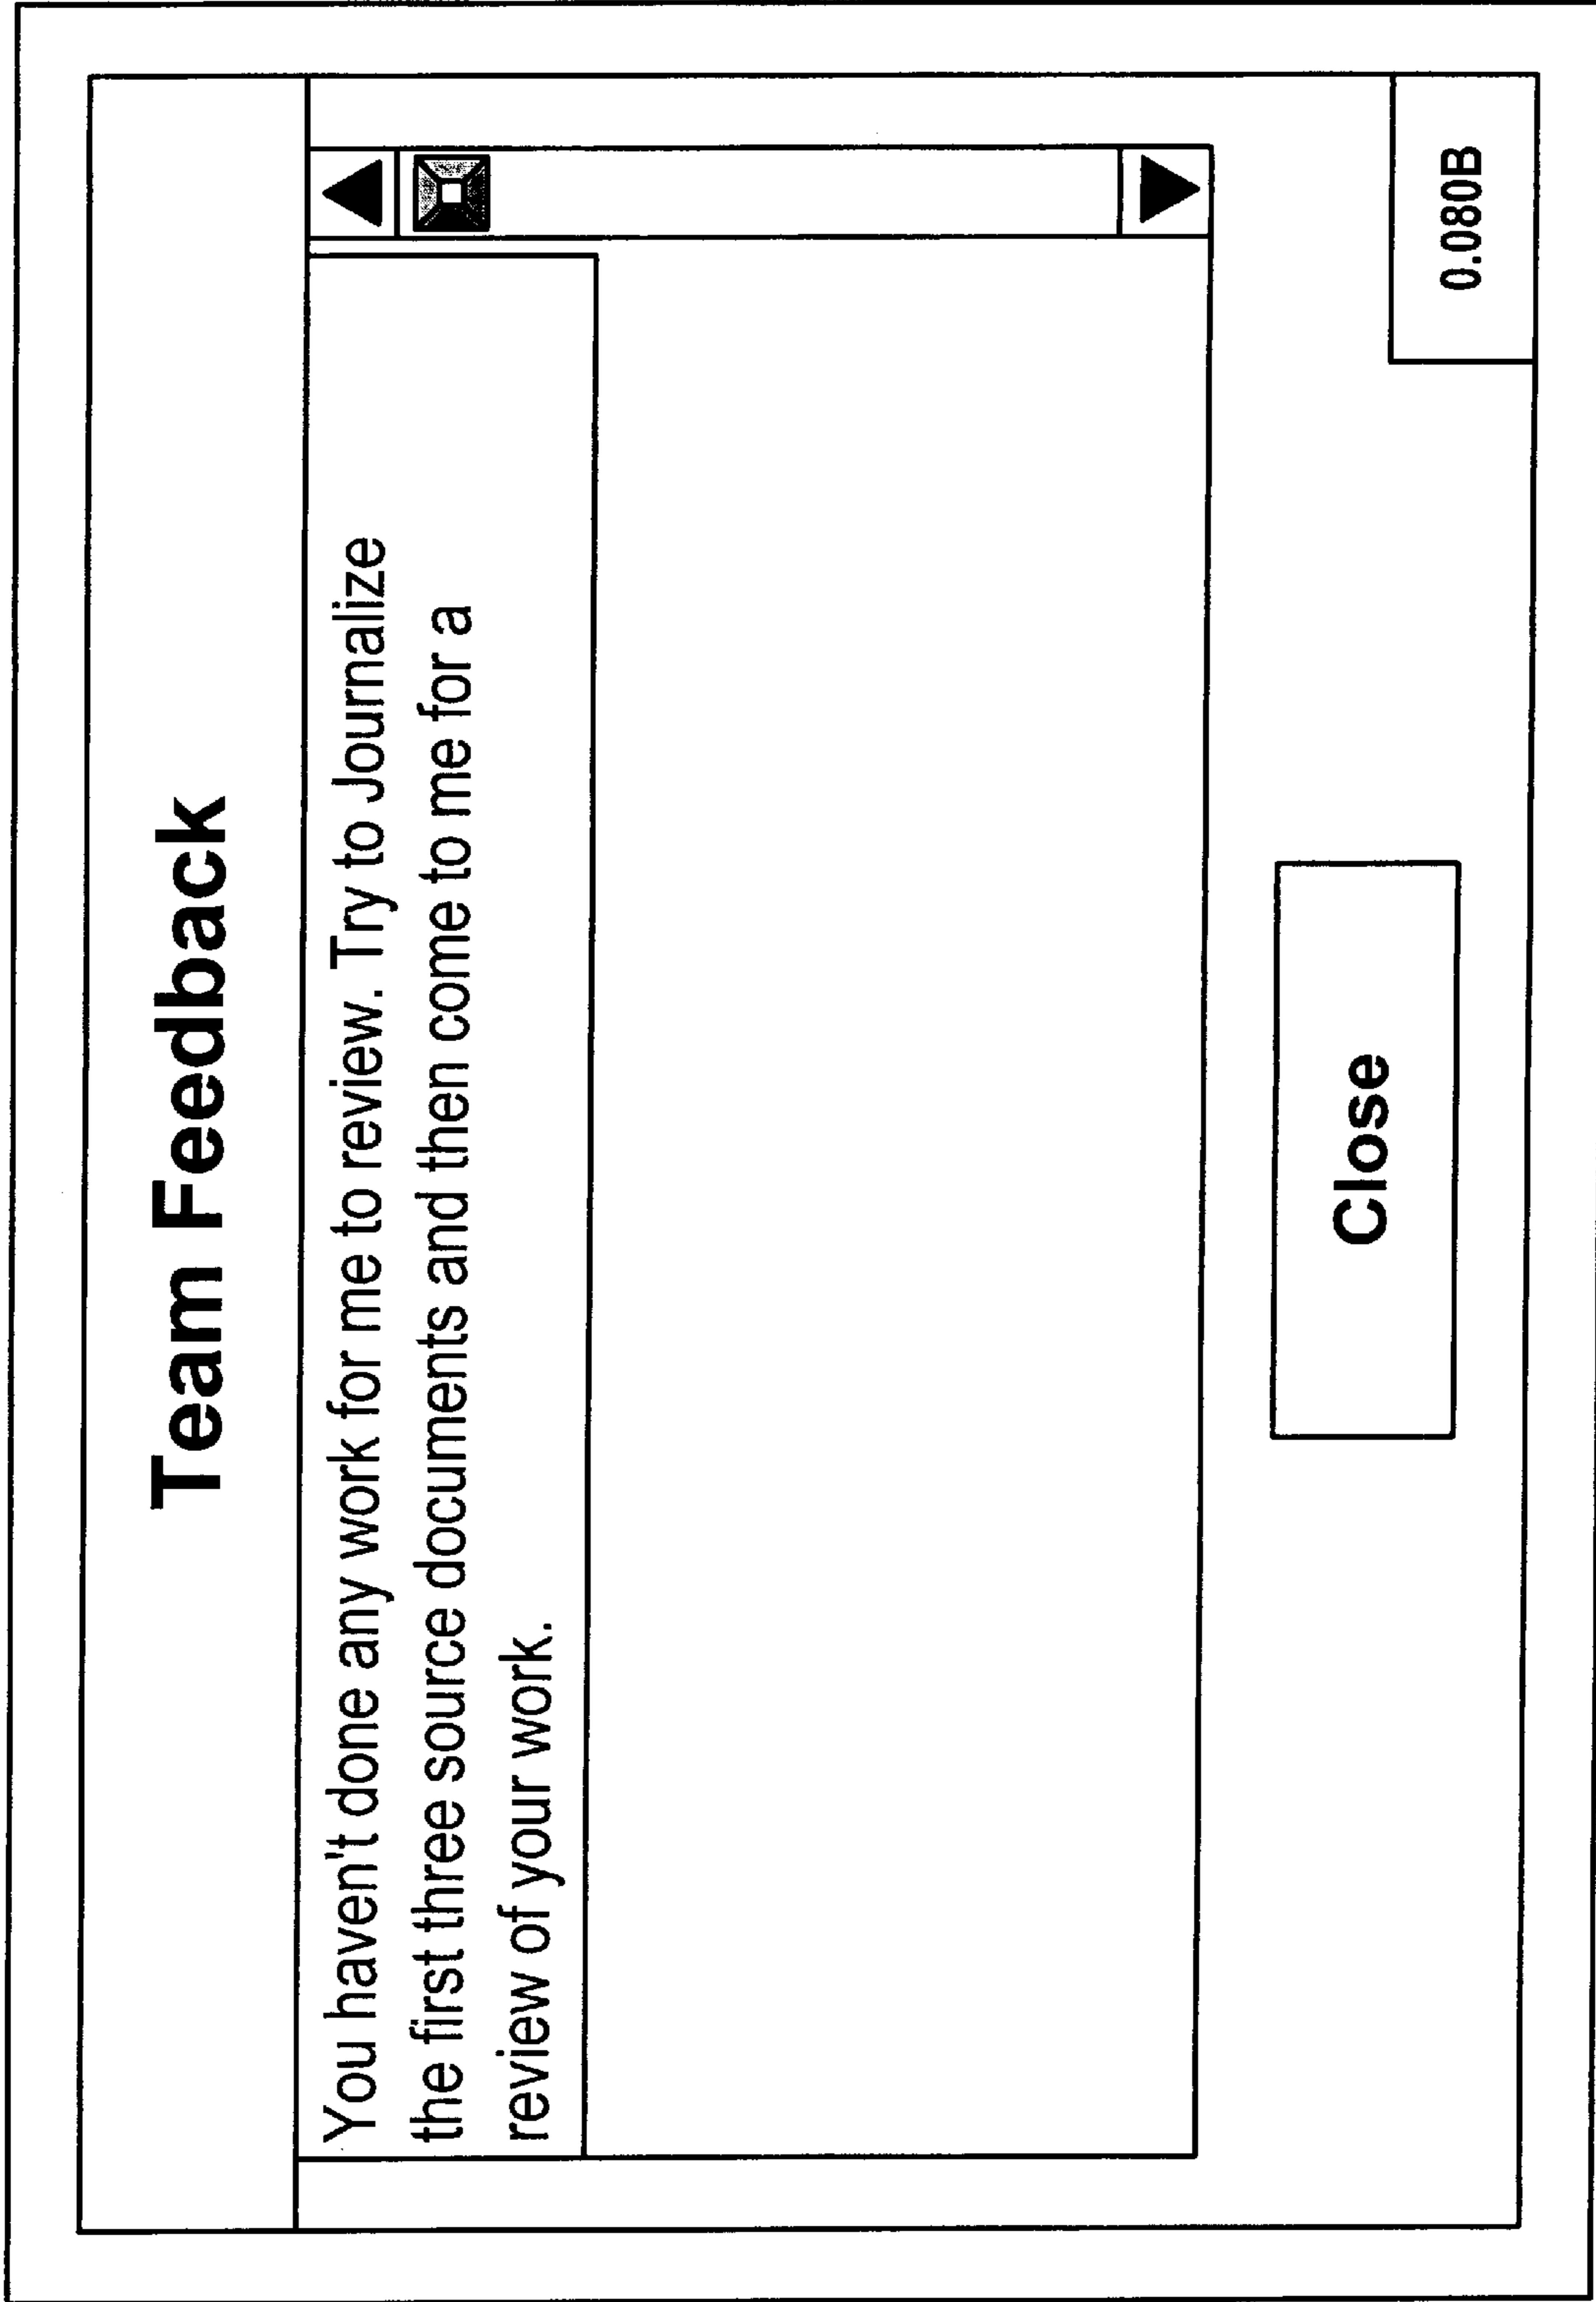 Team Feedback
You haven't done any work for me to review. Try to Journalize
the first three source documents and then come to me for a
review of your work.
Close
0.080B